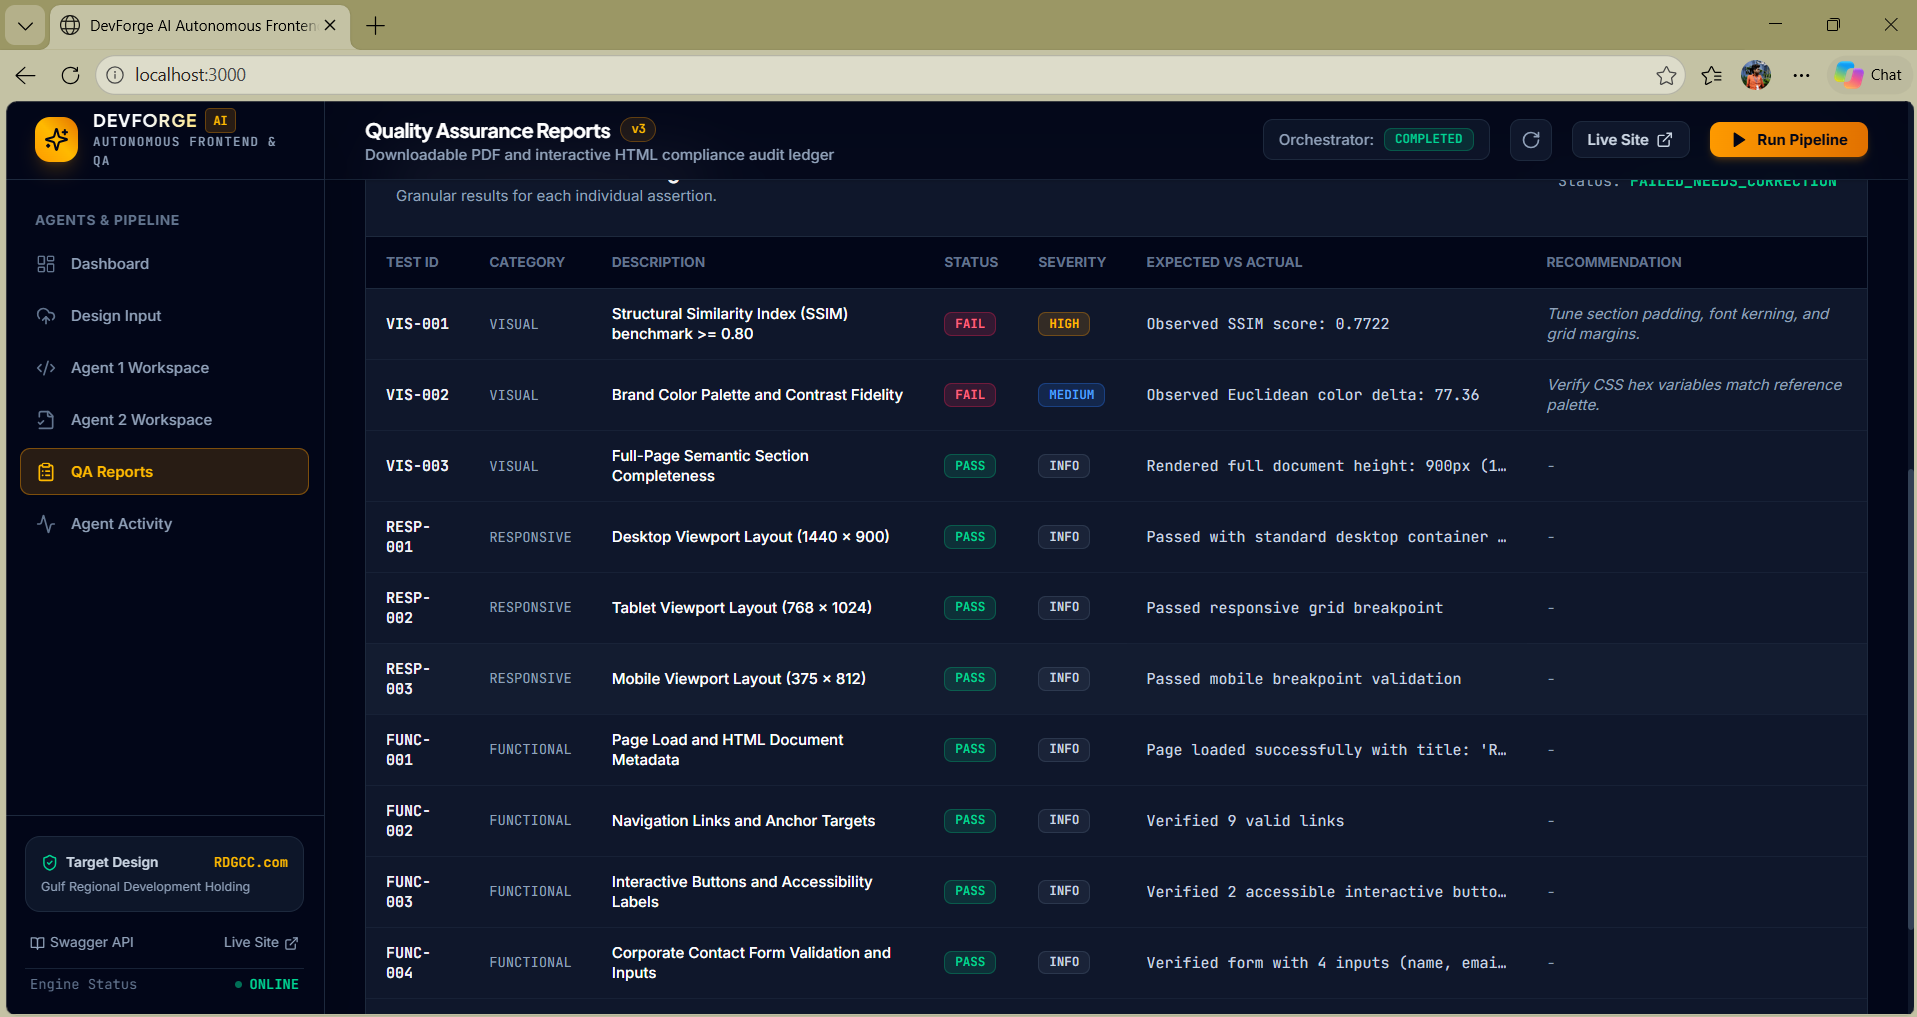 DevForge AI Autonomous Fronten
localhost:3000
Chat
DEVFORGE AI
AUTONOMOUS FRONTEND &
QA
Quality Assurance Reports v3
Downloadable PDF and interactive HTML compliance audit ledger
Orchestrator: COMPLETED
Live Site
Run Pipeline
AGENTS & PIPELINE
Dashboard
Design Input
Agent 1 Workspace
Agent 2 Workspace
QA Reports
Agent Activity
Target Design RDGCC.com
Gulf Regional Development Holding
Swagger API Live Site
Engine Status ONLINE
Granular results for each individual assertion.
Status: FAILED_NEEDS_CORRECTION
TEST ID CATEGORY DESCRIPTION STATUS SEVERITY EXPECTED VS ACTUAL RECOMMENDATION
VIS-001 VISUAL Structural Similarity Index (SSIM)
benchmark >= 0.80 FAIL HIGH Observed SSIM score: 0.7722 Tune section padding, font kerning, and
grid margins.
VIS-002 VISUAL Brand Color Palette and Contrast Fidelity FAIL MEDIUM Observed Euclidean color delta: 77.36 Verify CSS hex variables match reference
palette.
VIS-003 VISUAL Full-Page Semantic Section
Completeness PASS INFO Rendered full document height: 900px (1… -
RESP-
001 RESPONSIVE Desktop Viewport Layout (1440 × 900) PASS INFO Passed with standard desktop container … -
RESP-
002 RESPONSIVE Tablet Viewport Layout (768 × 1024) PASS INFO Passed responsive grid breakpoint -
RESP-
003 RESPONSIVE Mobile Viewport Layout (375 × 812) PASS INFO Passed mobile breakpoint validation -
FUNC-
001 FUNCTIONAL Page Load and HTML Document
Metadata PASS INFO Page loaded successfully with title: 'R… -
FUNC-
002 FUNCTIONAL Navigation Links and Anchor Targets PASS INFO Verified 9 valid links -
FUNC-
003 FUNCTIONAL Interactive Buttons and Accessibility
Labels PASS INFO Verified 2 accessible interactive butto… -
FUNC-
004 FUNCTIONAL Corporate Contact Form Validation and
Inputs PASS INFO Verified form with 4 inputs (name, emai… -